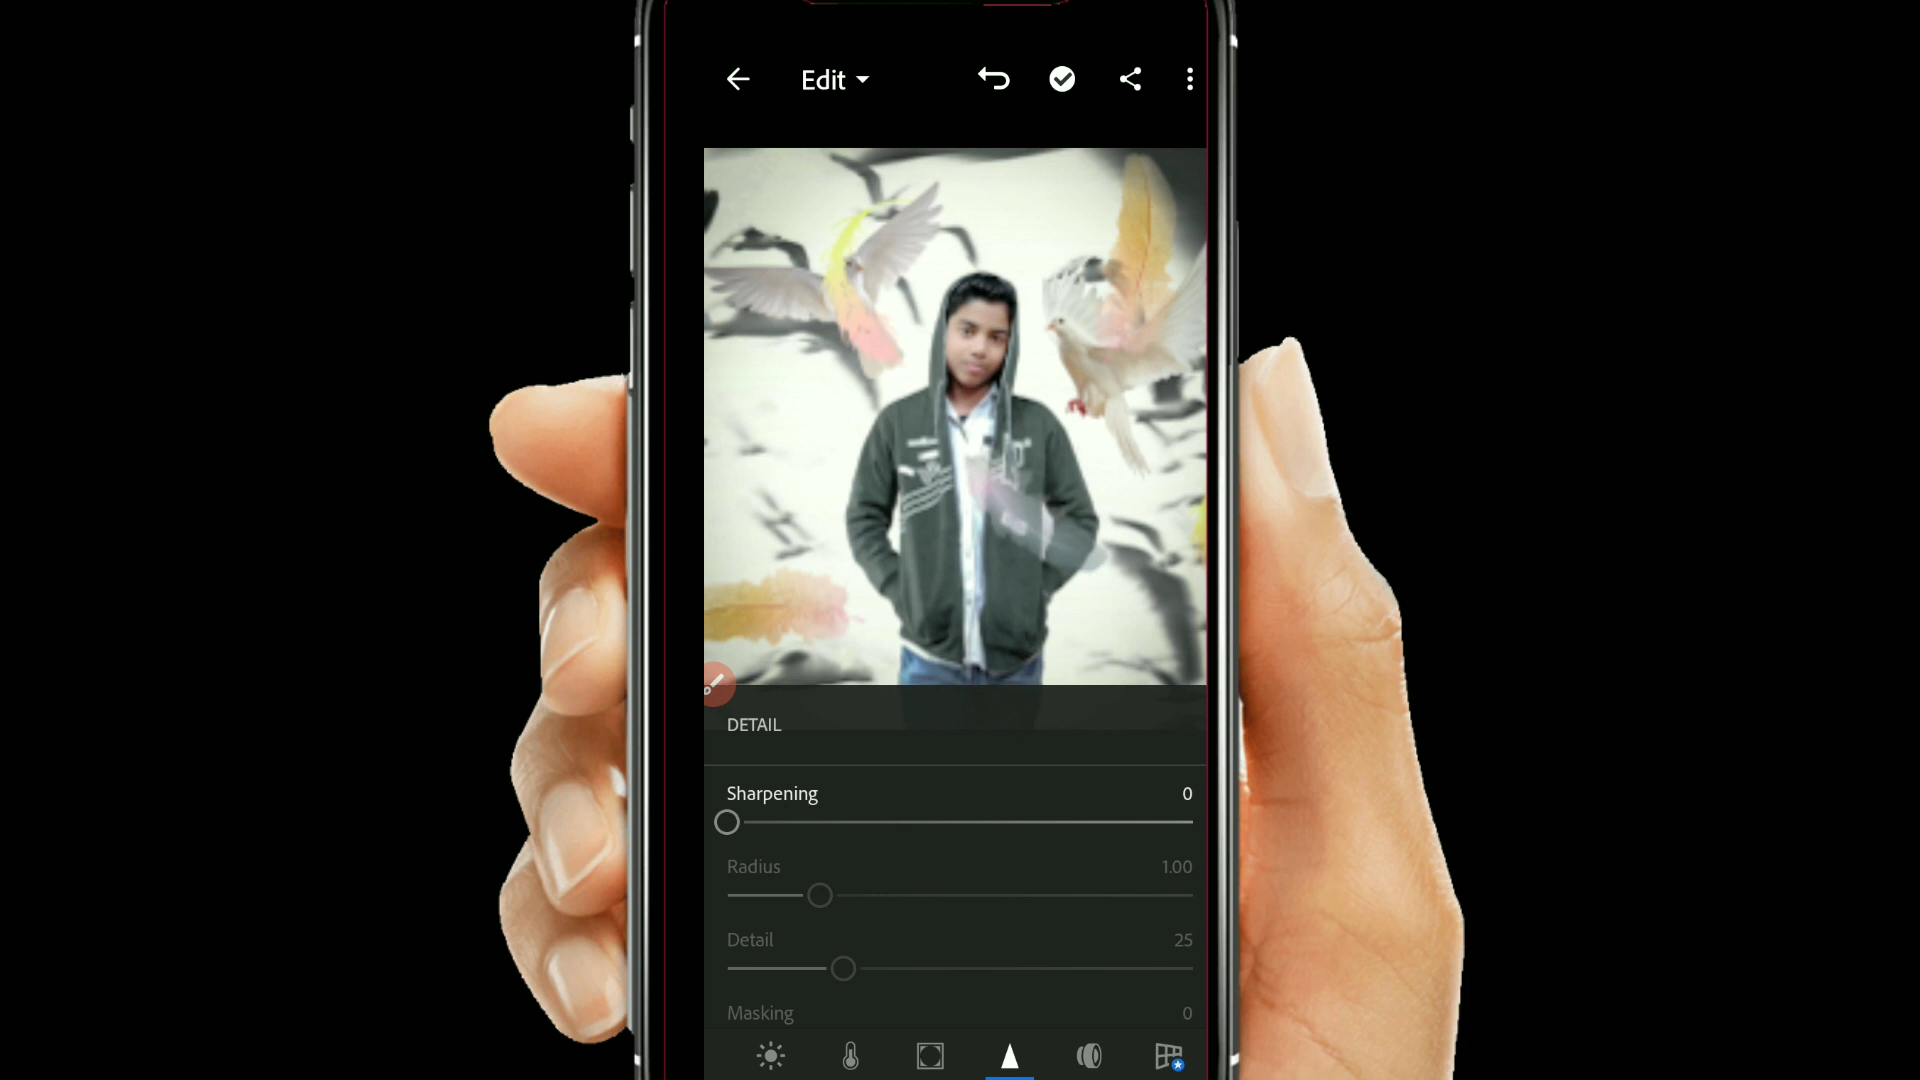 Edit
DETAIL
Sharpening 0
Radius 1.00
Detail 25
Masking 0